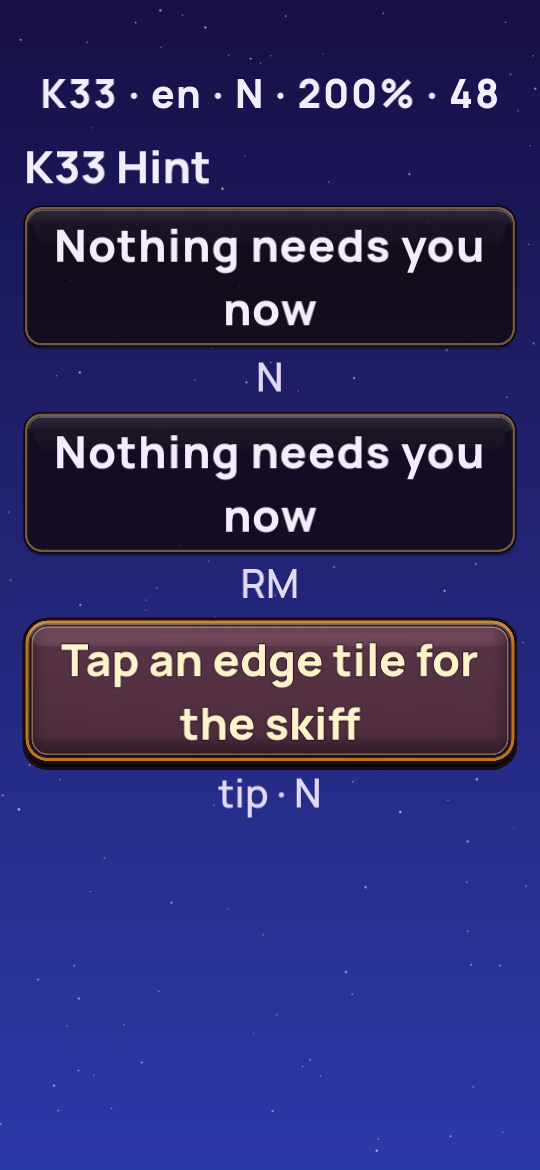 K33 · en · N · 200% · 48
K33 Hint
Nothing needs you
now
N
Nothing needs you
now
RM
Tap an edge tile for
the skiff
tip · N